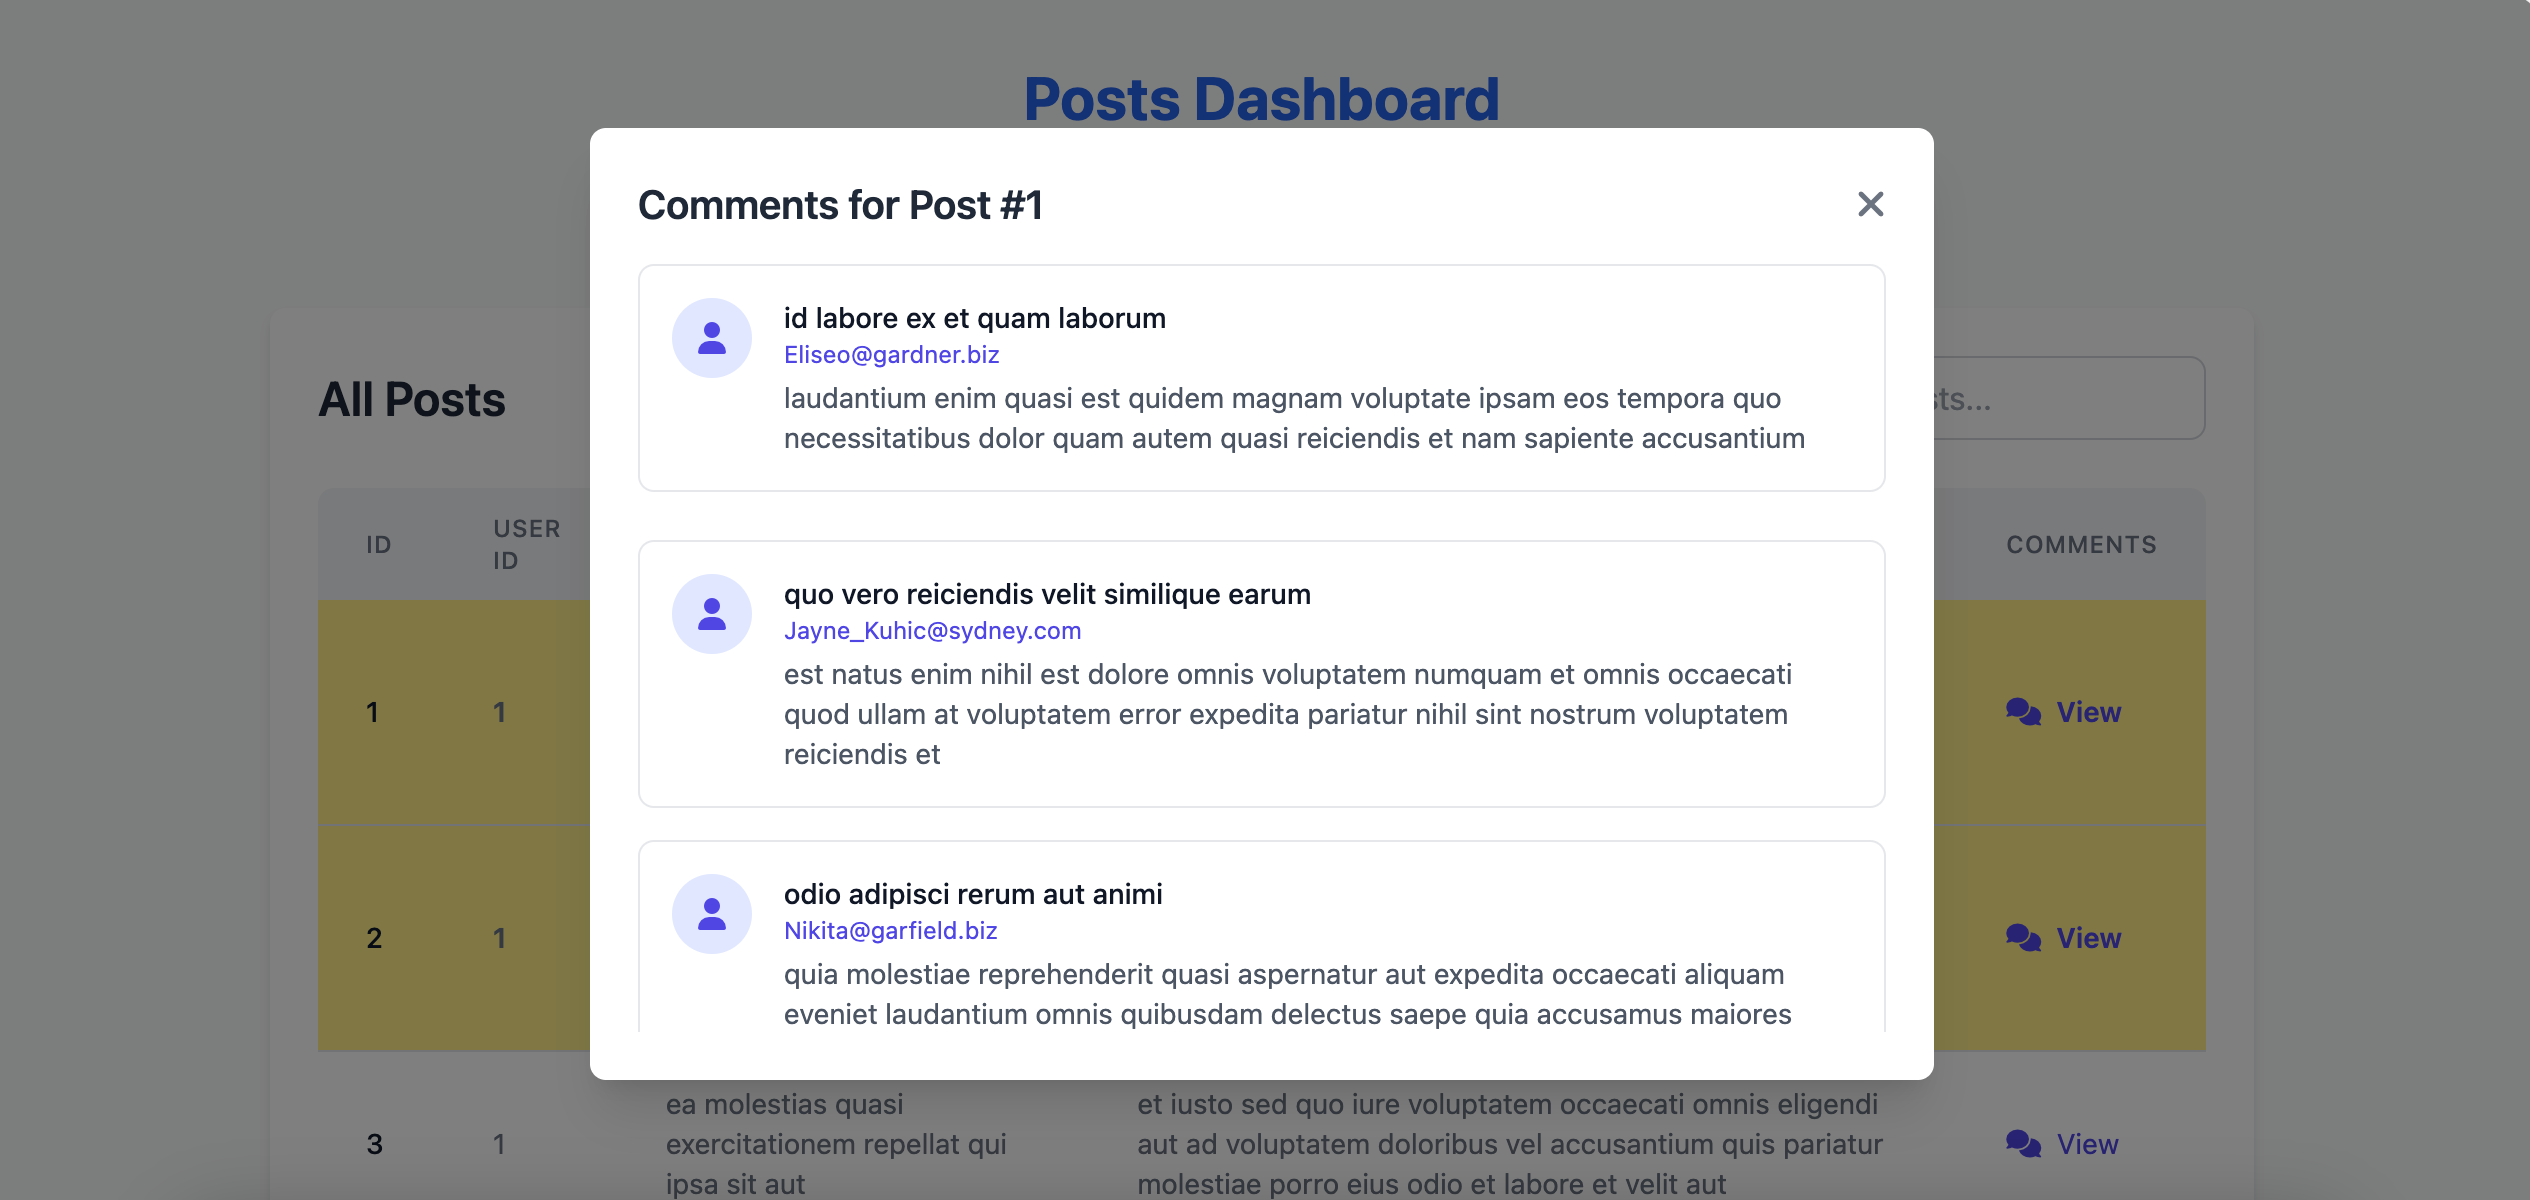 Posts Dashboard
Comments for Post #1
id labore ex et quam laborum
Eliseo@gardner.biz
laudantium enim quasi est quidem magnam voluptate ipsam eos tempora quo
necessitatibus dolor quam autem quasi reiciendis et nam sapiente accusantium
quo vero reiciendis velit similique earum
Jayne_Kuhic@sydney.com
est natus enim nihil est dolore omnis voluptatem numquam et omnis occaecati
quod ullam at voluptatem error expedita pariatur nihil sint nostrum voluptatem
reiciendis et
odio adipisci rerum aut animi
Nikita@garfield.biz
quia molestiae reprehenderit quasi aspernatur aut expedita occaecati aliquam
eveniet laudantium omnis quibusdam delectus saepe quia accusamus maiores
All Posts
ID
USER
ID
COMMENTS
1
1
View
2
1
View
3
1
ea molestias quasi
exercitationem repellat qui
ipsa sit aut
et iusto sed quo iure voluptatem occaecati omnis eligendi
aut ad voluptatem doloribus vel accusantium quis pariatur
molestiae porro eius odio et labore et velit aut
View